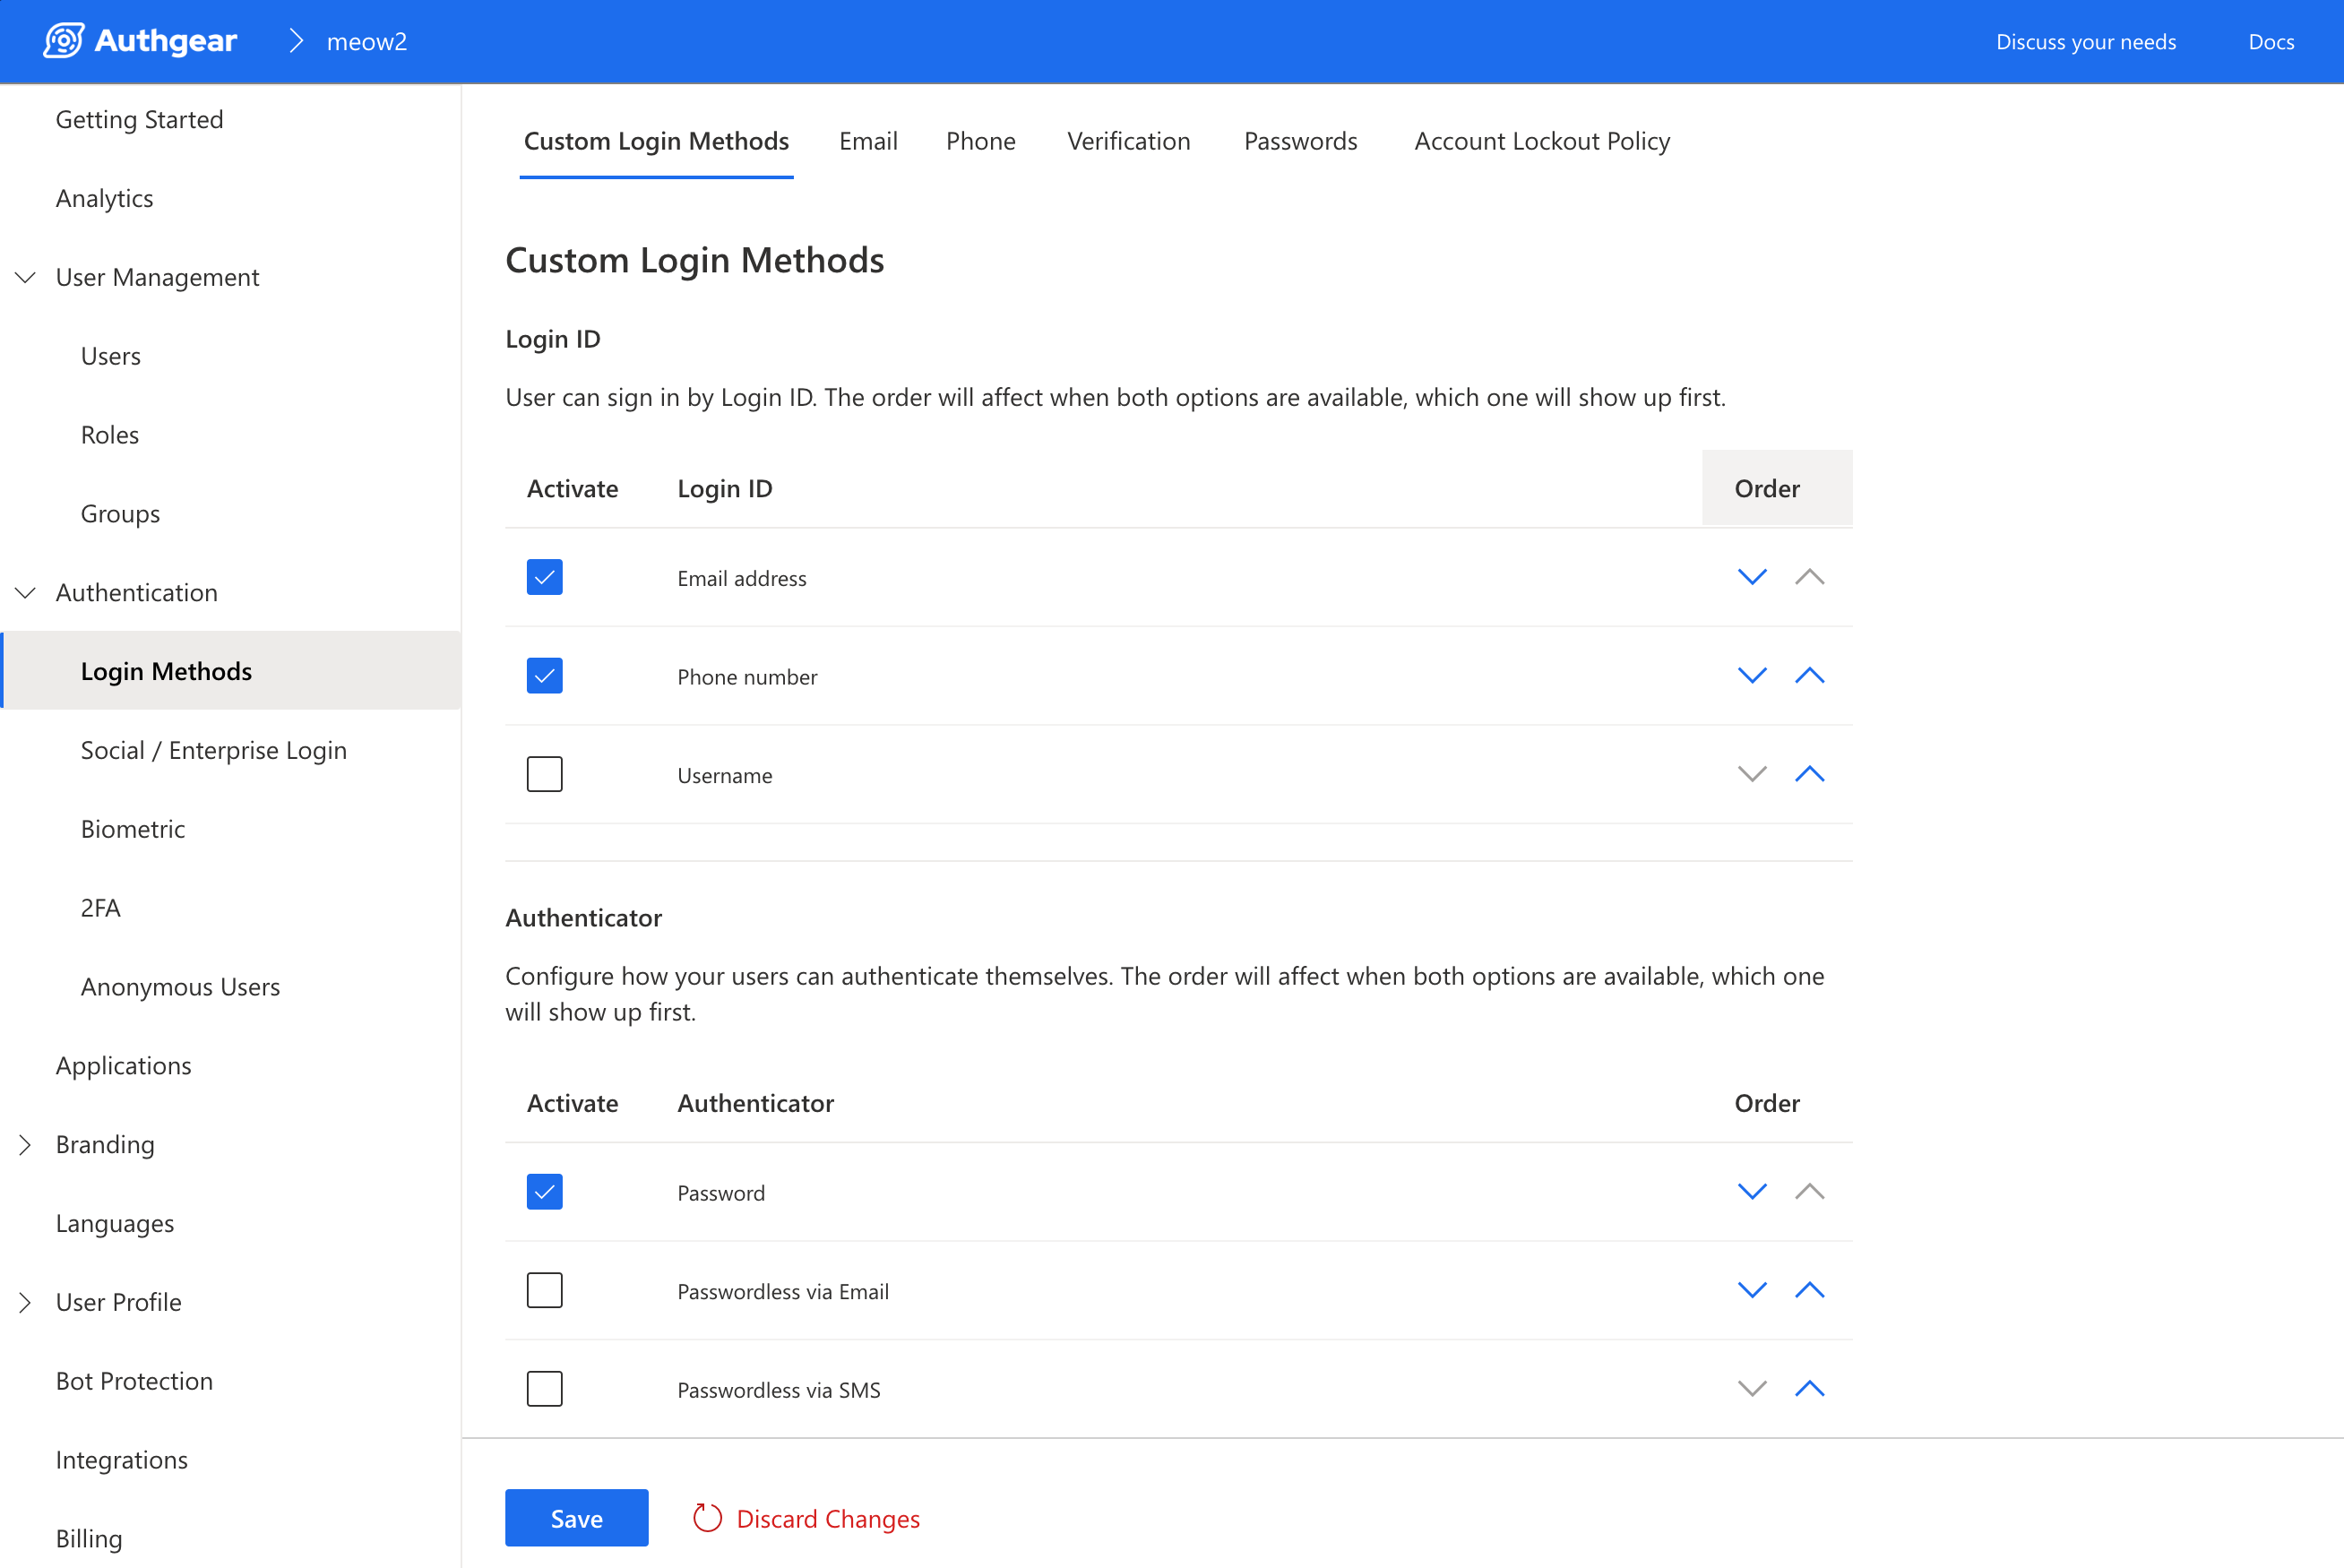 Authgear
meow2
Discuss your needs
Docs
Getting Started
Analytics
User Management
Users
Roles
Groups
Authentication
Login Methods
Social / Enterprise Login
Biometric
2FA
Anonymous Users
Applications
Branding
Languages
User Profile
Bot Protection
Integrations
Billing
Custom Login Methods
Email
Phone
Verification
Passwords
Account Lockout Policy
Custom Login Methods
Login ID
User can sign in by Login ID. The order will affect when both options are available, which one will show up first.
Activate Login ID Order
Email address
Phone number
Username
Authenticator
Configure how your users can authenticate themselves. The order will affect when both options are available, which one
will show up first.
Activate Authenticator Order
Password
Passwordless via Email
Passwordless via SMS
Save
Discard Changes